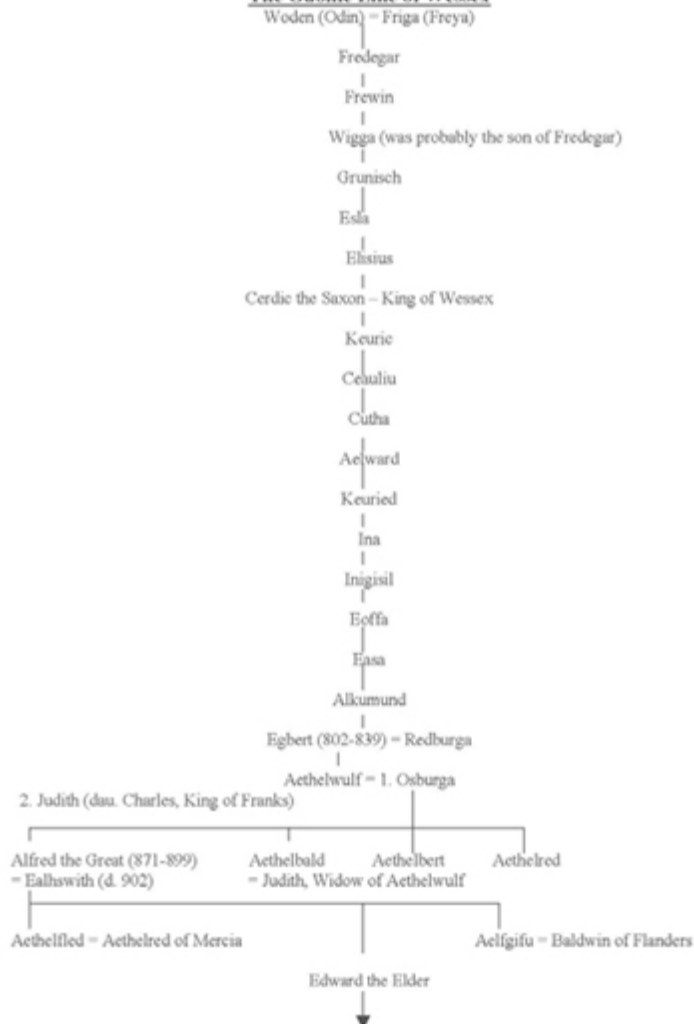 Woden (Odin) = Friga (Freya)
Fredegar
Frewin
Wigga (was probably the son of Fredegar)
Grunisch
Esla
Elisius
Cerdic the Saxon – King of Wessex
Keuric
Ceauliu
Cutha
Aelward
Keuried
Ina
Inigisil
Eoffa
Easa
Alkumund
Egbert (802-839) = Redburga
Aethelwulf = 1. Osburga
2. Judith (dau. Charles, King of Franks)
Alfred the Great (871-899) Aethelbald Aethelbert Aethelred
= Ealhswith (d. 902) = Judith, Widow of Aethelwulf
Aethelfled = Aethelred of Mercia Aelfgifu = Baldwin of Flanders
Edward the Elder